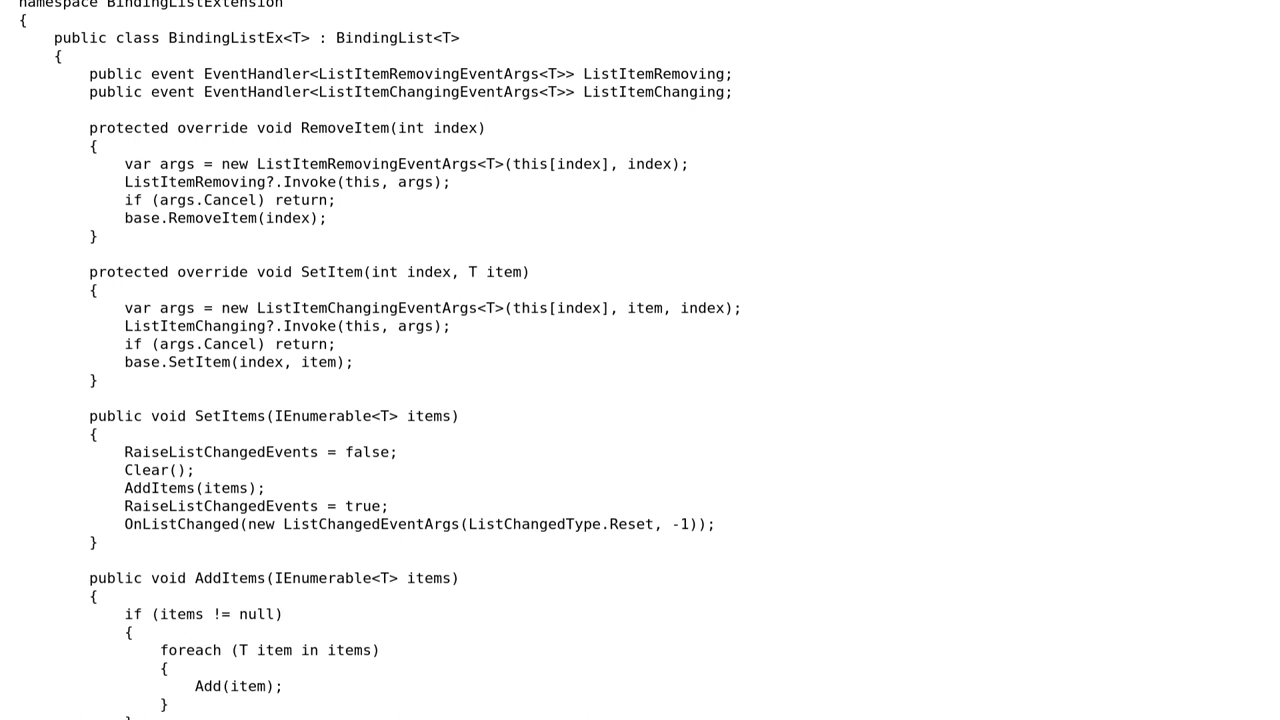 namespace BindingListExtension
{
    public class BindingListEx<T> : BindingList<T>
    {
        public event EventHandler<ListItemRemovingEventArgs<T>> ListItemRemoving;
        public event EventHandler<ListItemChangingEventArgs<T>> ListItemChanging;

        protected override void RemoveItem(int index)
        {
            var args = new ListItemRemovingEventArgs<T>(this[index], index);
            ListItemRemoving?.Invoke(this, args);
            if (args.Cancel) return;
            base.RemoveItem(index);
        }

        protected override void SetItem(int index, T item)
        {
            var args = new ListItemChangingEventArgs<T>(this[index], item, index);
            ListItemChanging?.Invoke(this, args);
            if (args.Cancel) return;
            base.SetItem(index, item);
        }

        public void SetItems(IEnumerable<T> items)
        {
            RaiseListChangedEvents = false;
            Clear();
            AddItems(items);
            RaiseListChangedEvents = true;
            OnListChanged(new ListChangedEventArgs(ListChangedType.Reset, -1));
        }

        public void AddItems(IEnumerable<T> items)
        {
            if (items != null)
            {
                foreach (T item in items)
                {
                    Add(item);
                }
            }